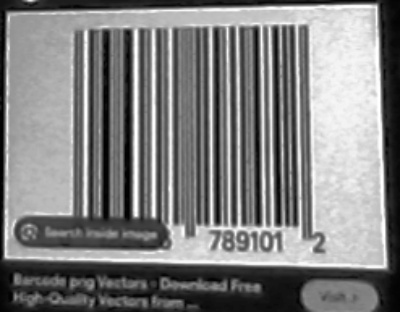 Search inside image
789101 2
Barcode png Vectors - Download Free
High-Quality Vectors from ...
Visit >